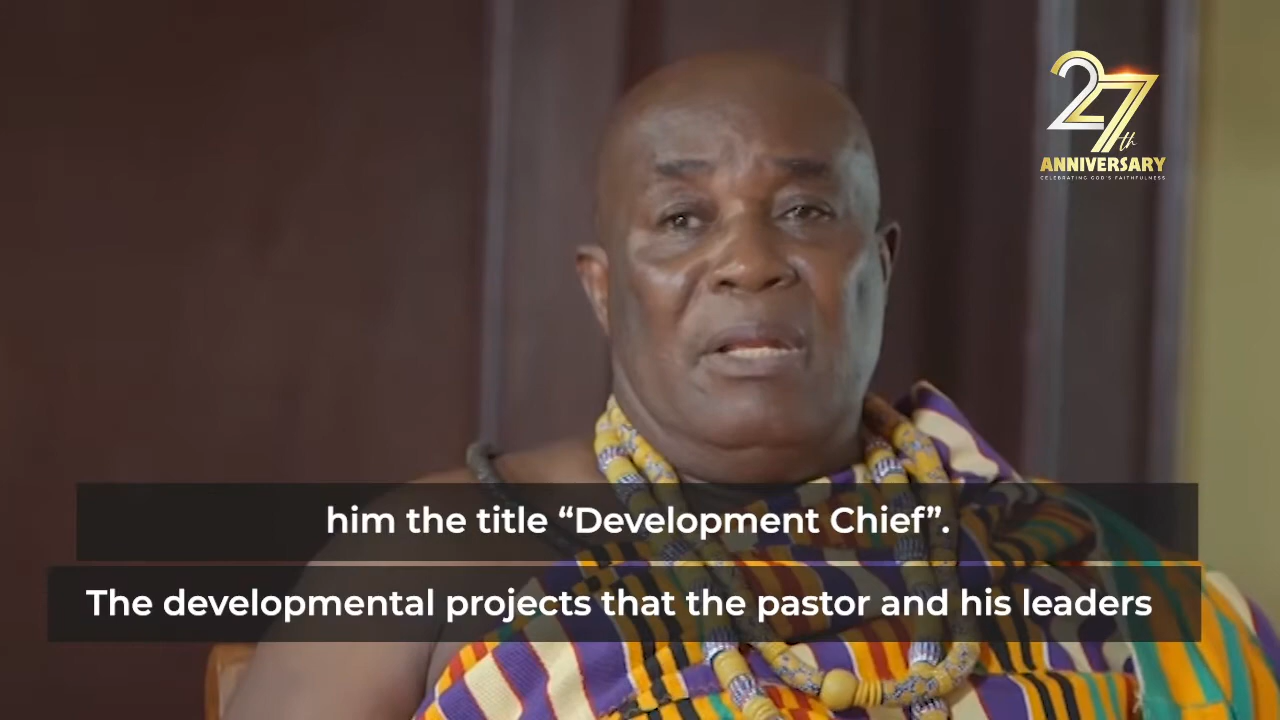 27th
ANNIVERSARY
CELEBRATING GOD'S FAITHFULNESS
him the title “Development Chief”.
The developmental projects that the pastor and his leaders